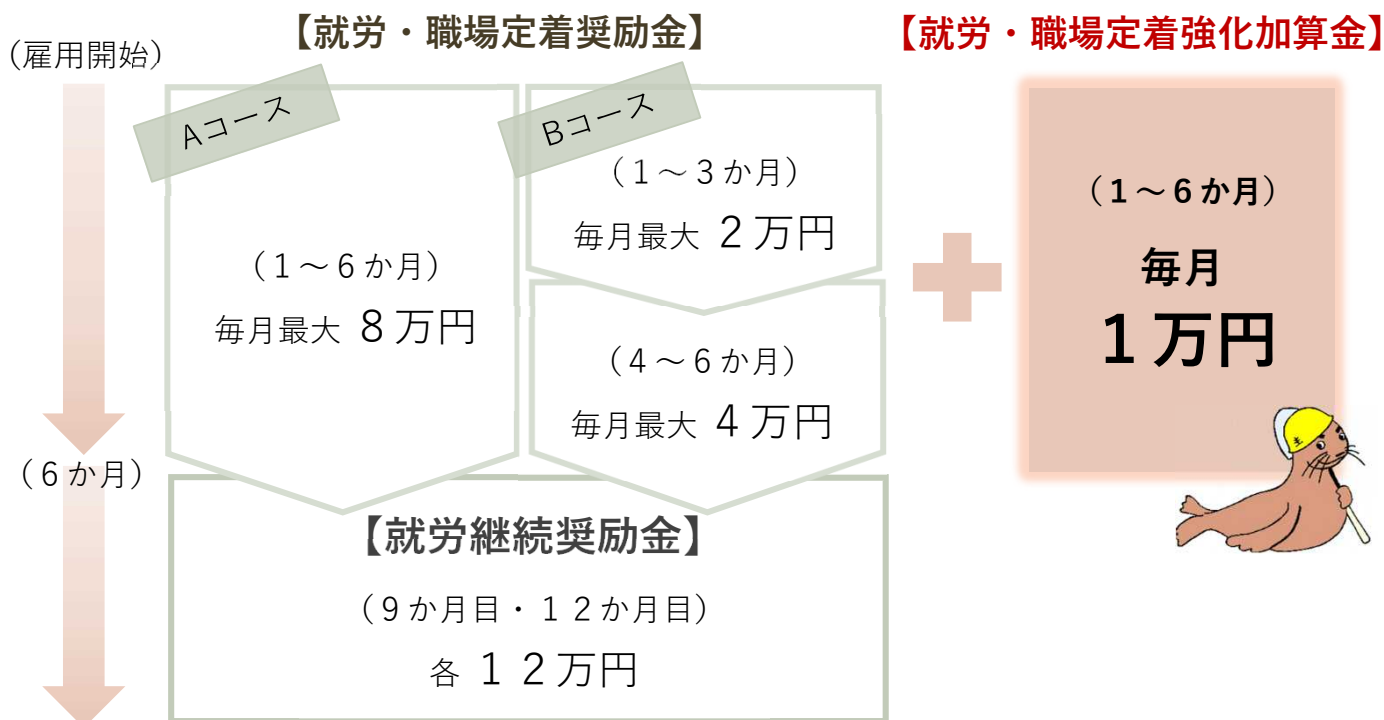 【就労・職場定着奨励金】
【就労・職場定着強化加算金】
（雇用開始）
Aコース
（１～６か月）
毎月最大 ８万円
Bコース
（１～３か月）
毎月最大 ２万円
（４～６か月）
毎月最大 ４万円
（１～６か月）
毎月
１万円
（６か月）
【就労継続奨励金】
（９か月目・１２か月目）
各 １２万円